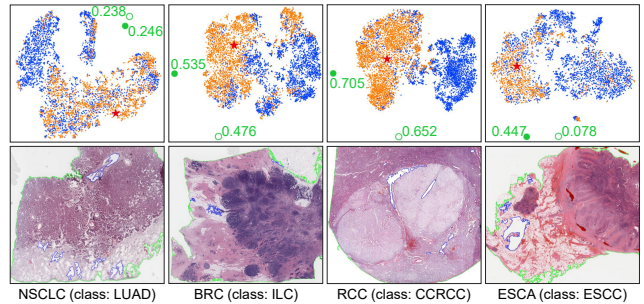 0.238
0.246
0.535
0.476
0.705
0.652
0.447
0.078
NSCLC (class: LUAD)
BRC (class: ILC)
RCC (class: CCRCC)
ESCA (class: ESCC)